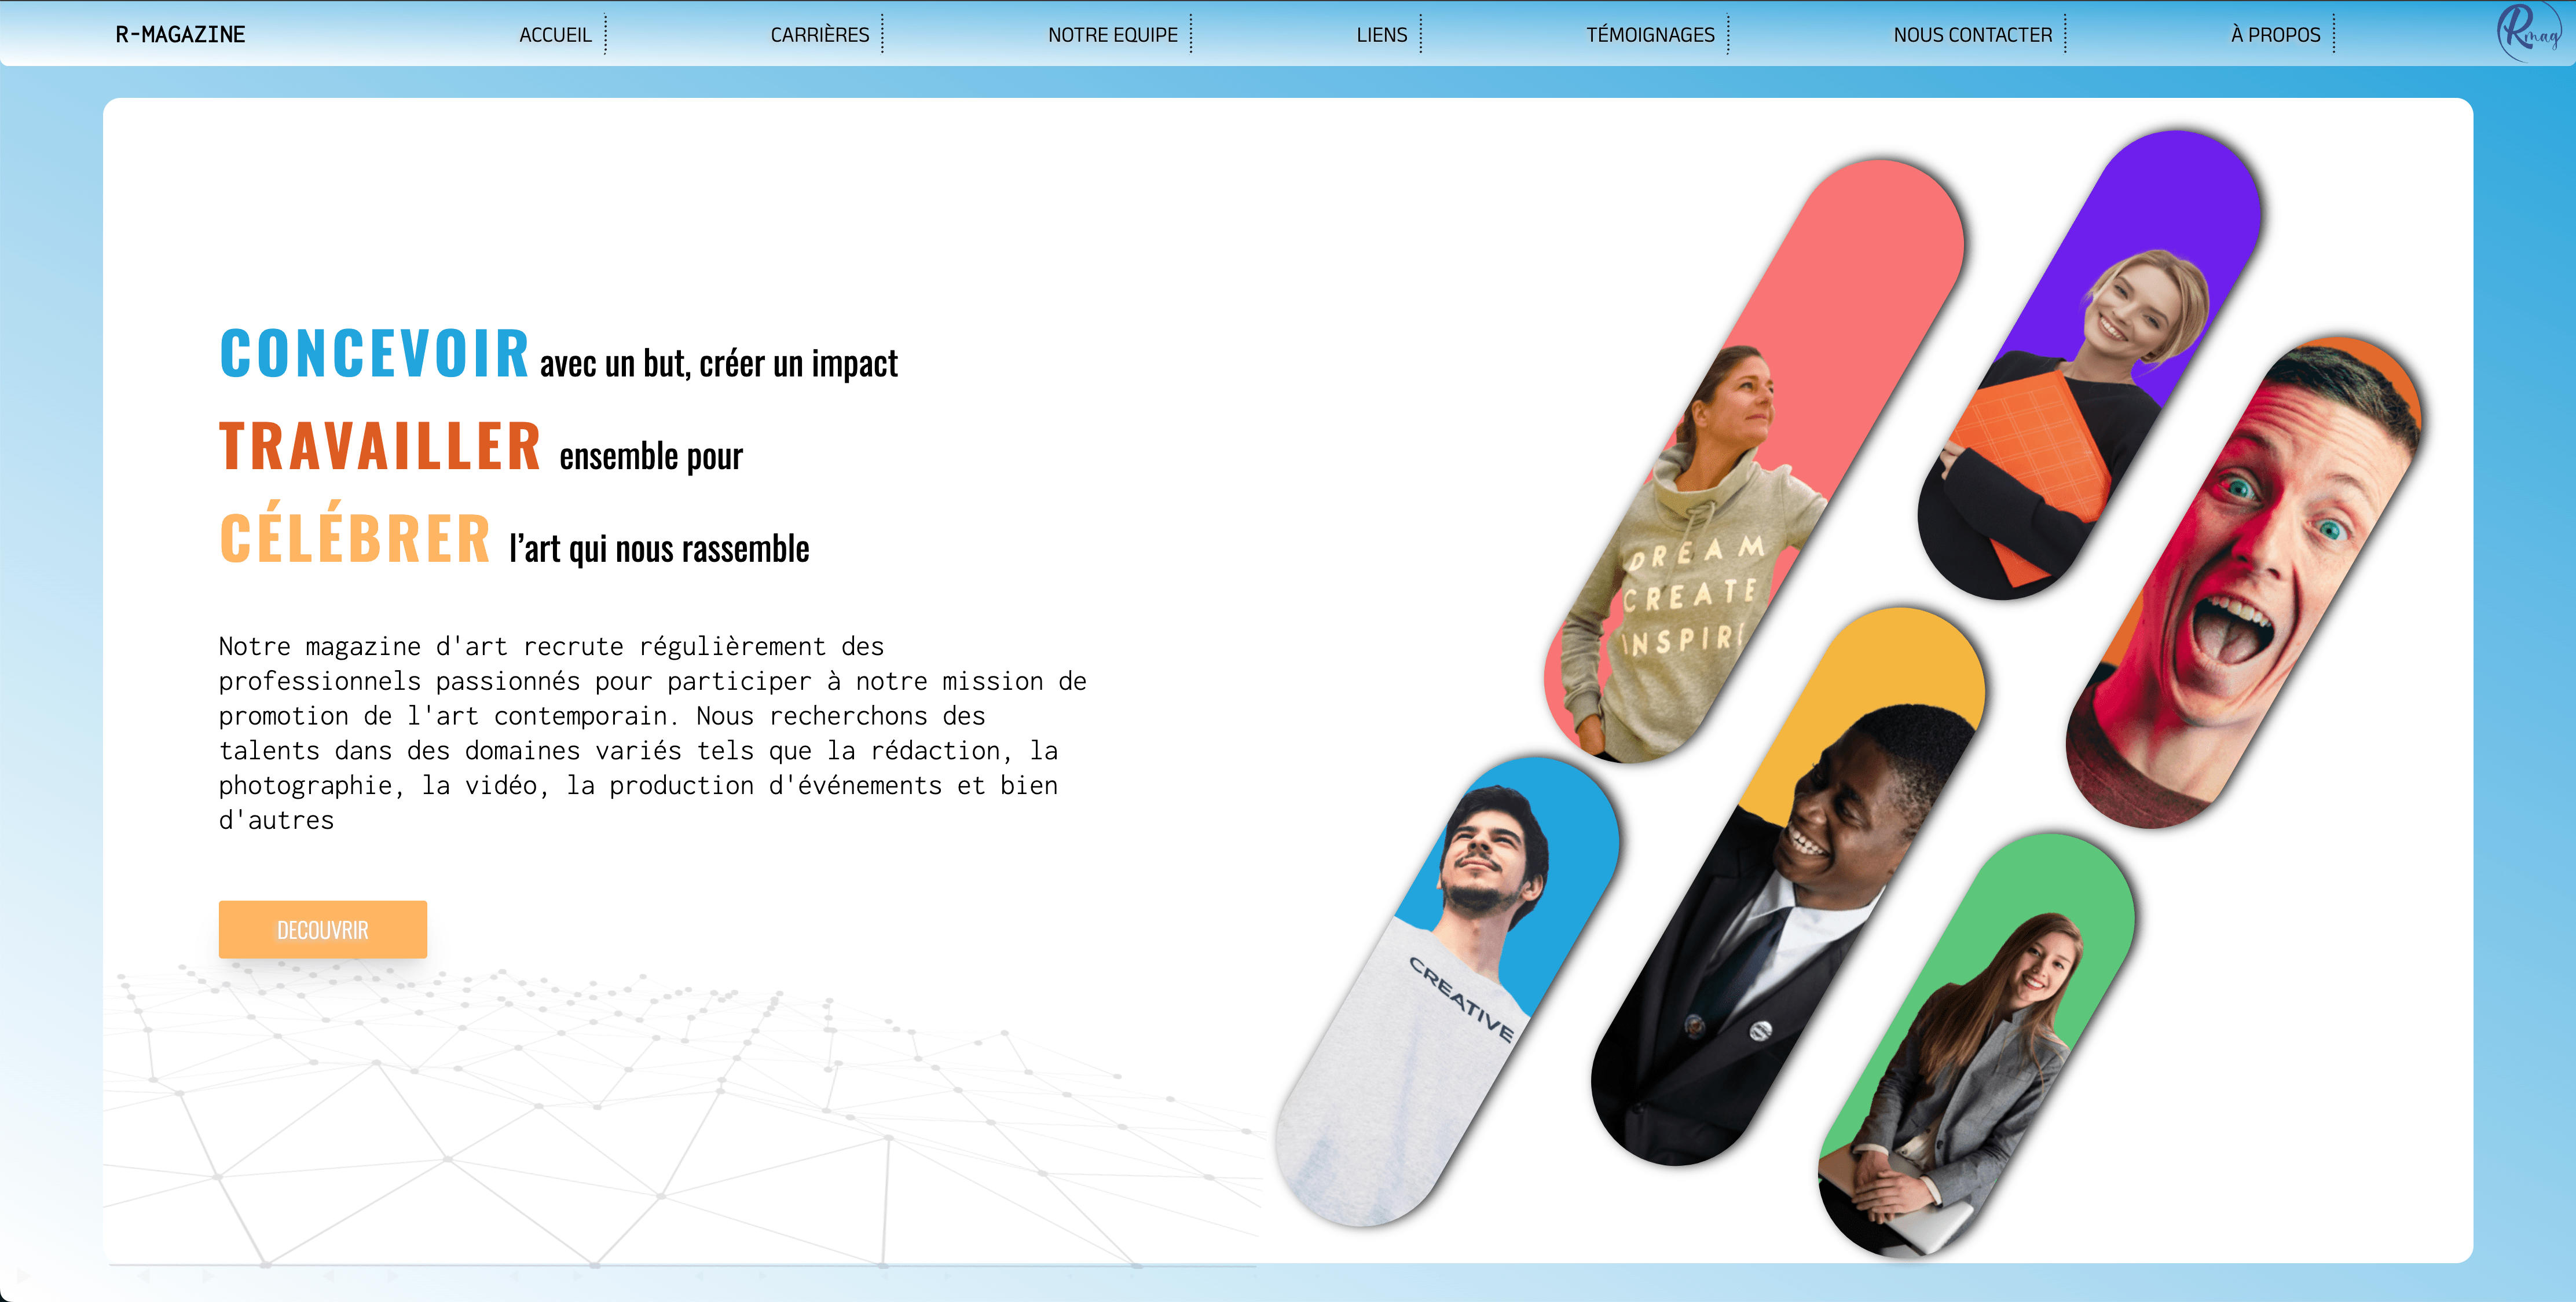 R-MAGAZINE
ACCUEIL
CARRIÈRES
NOTRE EQUIPE
LIENS
TÉMOIGNAGES
NOUS CONTACTER
À PROPOS
Rmag
CONCEVOIR avec un but, créer un impact
TRAVAILLER ensemble pour
CÉLÉBRER l’art qui nous rassemble
Notre magazine d'art recrute régulièrement des
professionnels passionnés pour participer à notre mission de
promotion de l'art contemporain. Nous recherchons des
talents dans des domaines variés tels que la rédaction, la
photographie, la vidéo, la production d'événements et bien
d'autres
DECOUVRIR
DREAM
CREATE
INSPIR
CREATIVE